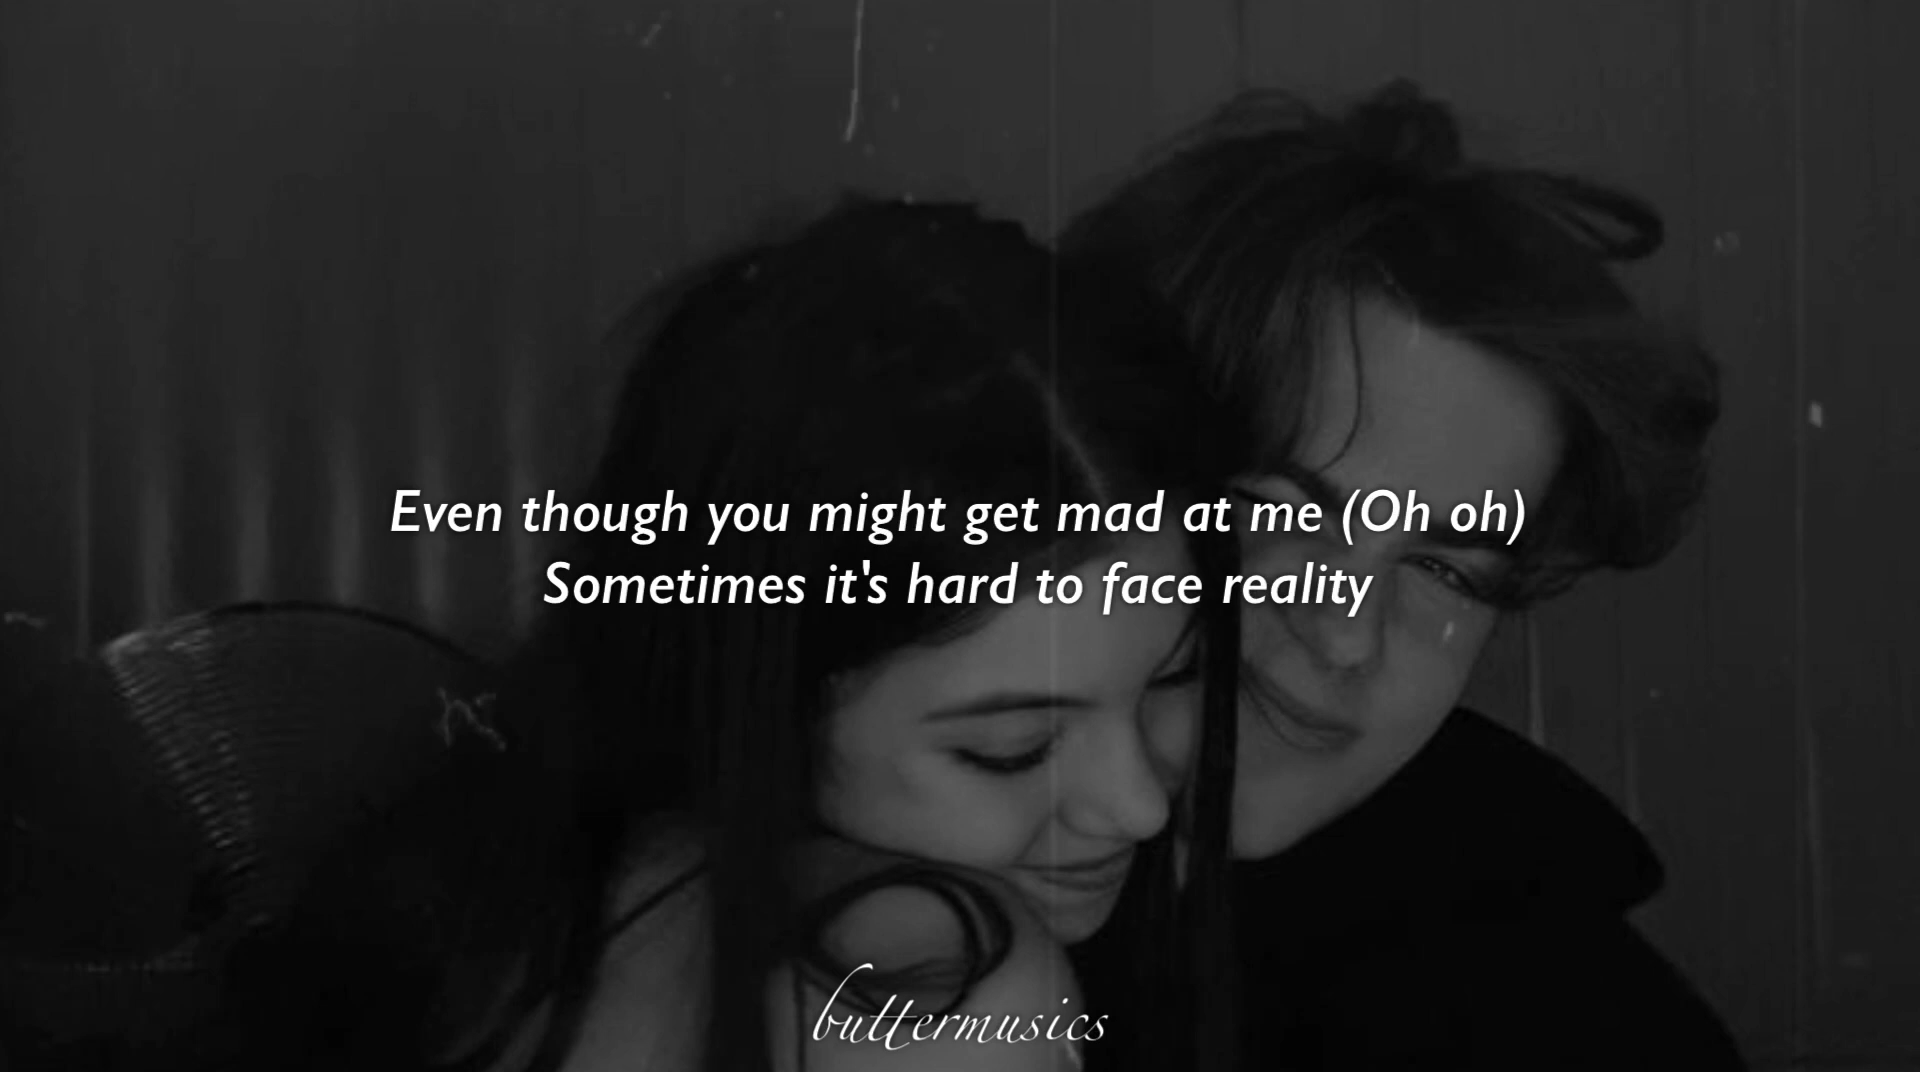 Even though you might get mad at me (Oh oh)
Sometimes it's hard to face reality
buttermusics